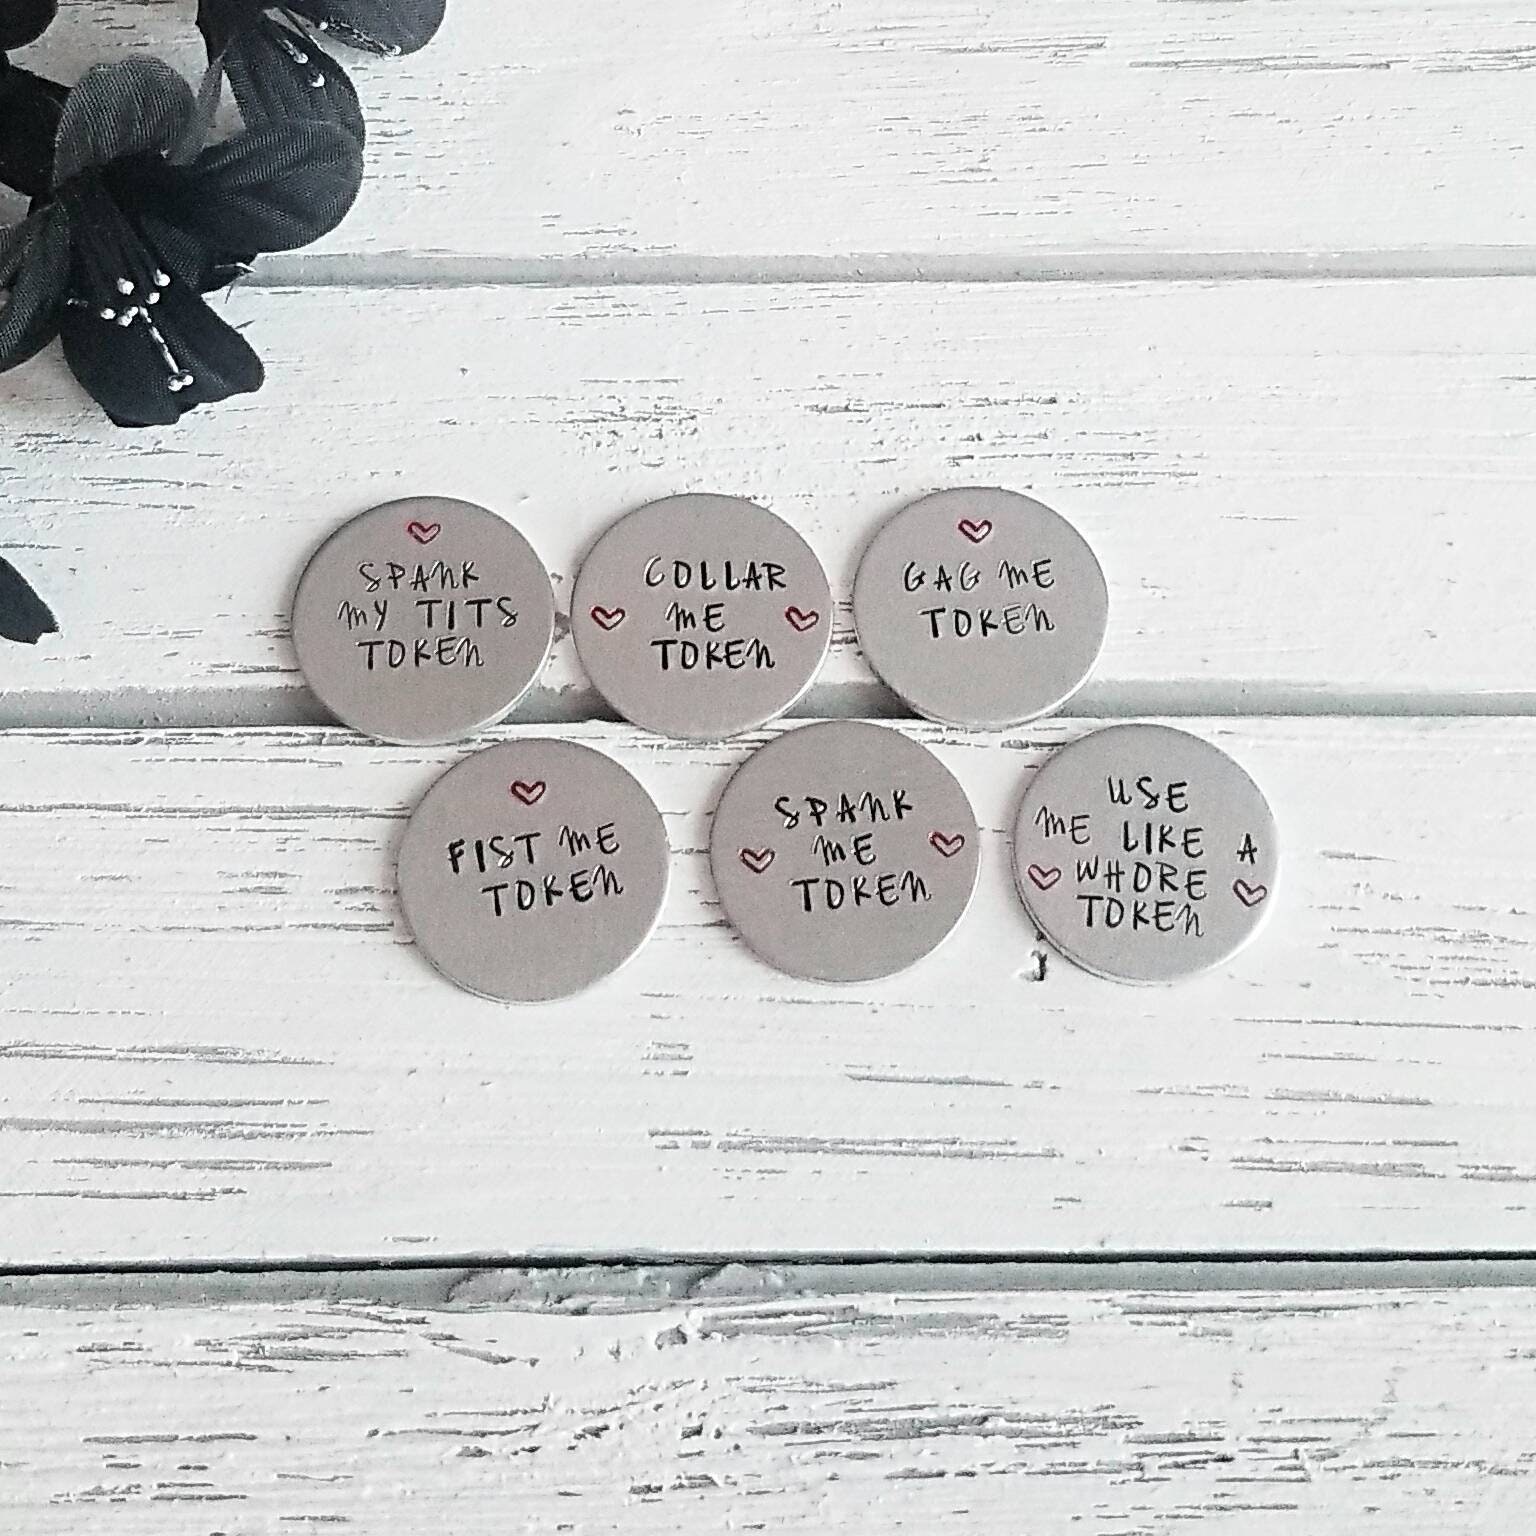 SPANK
MY TITS
TOKEN
COLLAR
ME
TOKEN
GAG ME
TOKEN
FIST ME
TOKEN
SPANK
ME
TOKEN
USE
ME LIKE A
WHORE
TOKEN